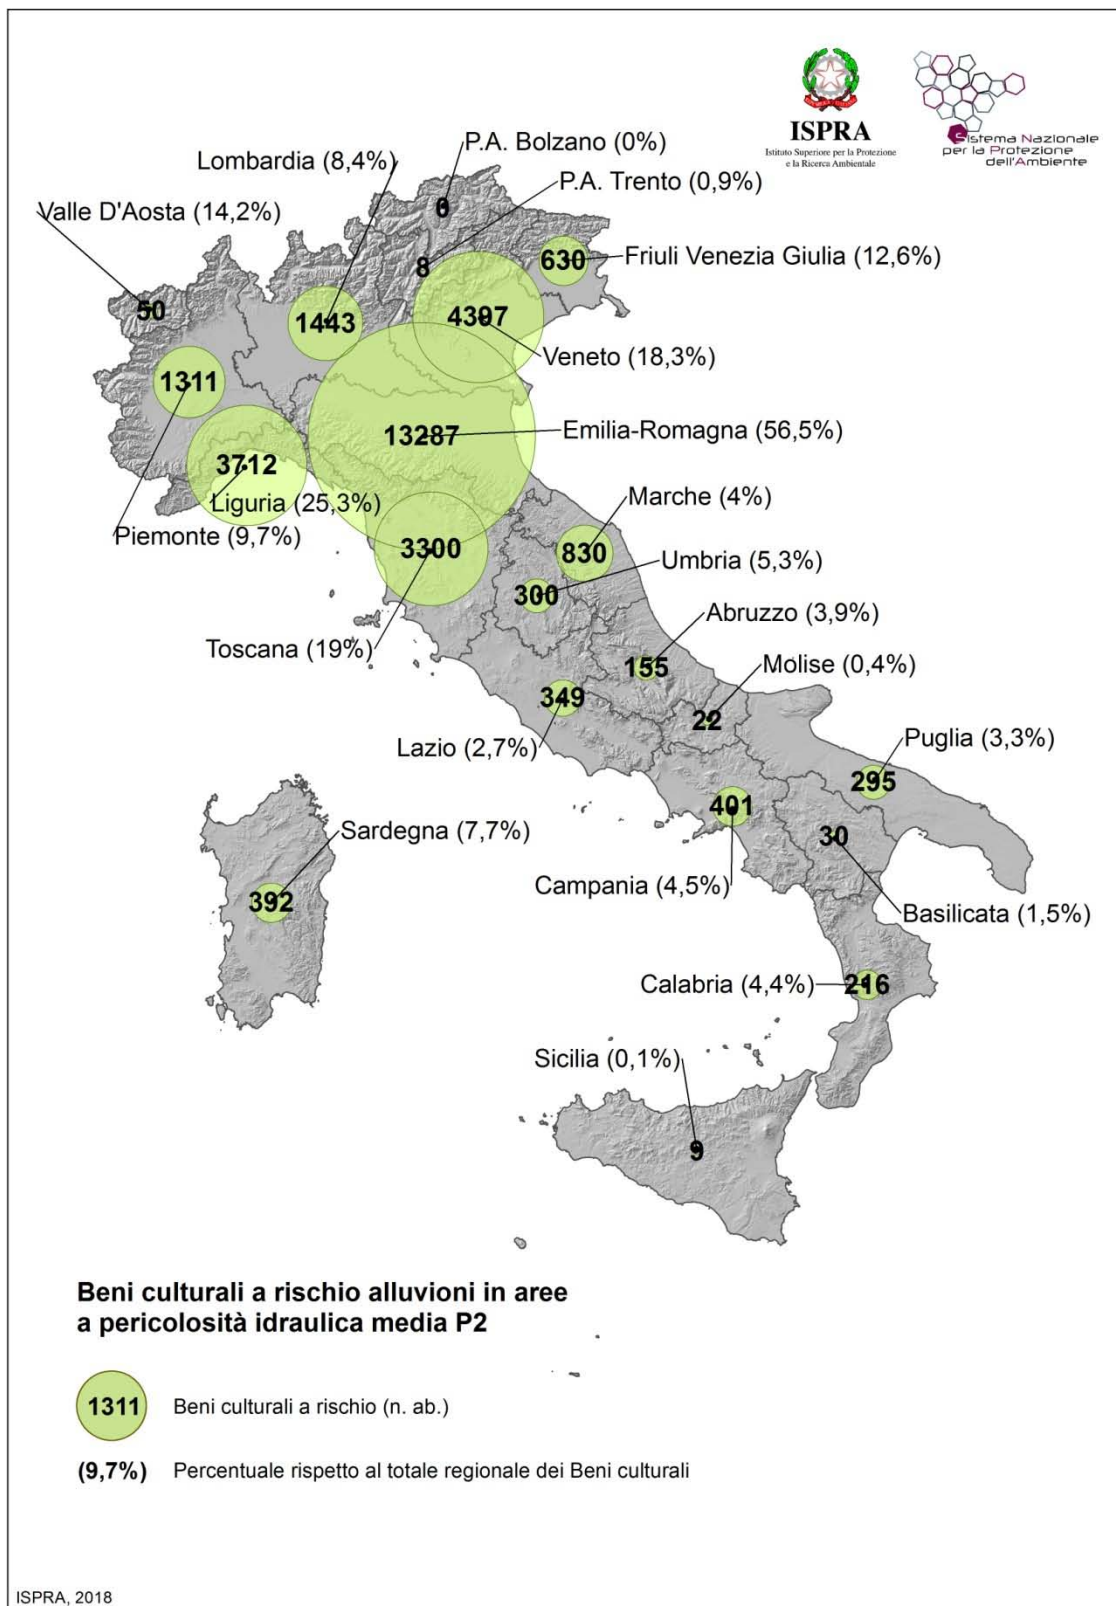 ISPRA
Istituto Superiore per la Protezione
e la Ricerca Ambientale
Sistema Nazionale
per la Protezione
dell'Ambiente
P.A. Bolzano (0%)
Lombardia (8,4%)
P.A. Trento (0,9%)
Valle D'Aosta (14,2%)
0
8
630
Friuli Venezia Giulia (12,6%)
50
1443
4397
Veneto (18,3%)
1311
13287
Emilia-Romagna (56,5%)
3712
Liguria (25,3%)
Marche (4%)
Piemonte (9,7%)
3300
830
Umbria (5,3%)
300
Abruzzo (3,9%)
Toscana (19%)
155
Molise (0,4%)
349
22
Lazio (2,7%)
Puglia (3,3%)
295
401
Sardegna (7,7%)
30
Campania (4,5%)
392
Basilicata (1,5%)
Calabria (4,4%)
216
Sicilia (0,1%)
9
Beni culturali a rischio alluvioni in aree
a pericolosità idraulica media P2
1311 Beni culturali a rischio (n. ab.)
(9,7%) Percentuale rispetto al totale regionale dei Beni culturali
ISPRA, 2018